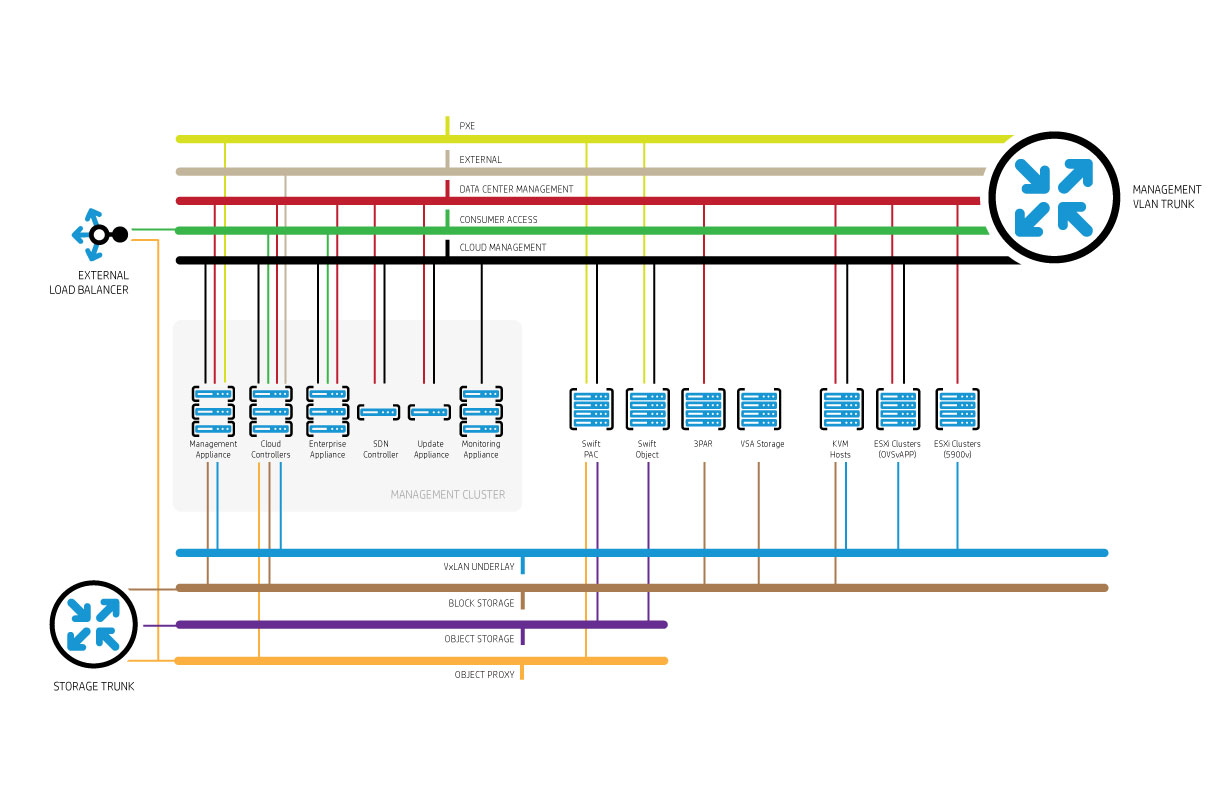 PXE
EXTERNAL
DATA CENTER MANAGEMENT
CONSUMER ACCESS
CLOUD MANAGEMENT
MANAGEMENT
VLAN TRUNK
EXTERNAL
LOAD BALANCER
Management
Appliance
Cloud
Controllers
Enterprise
Appliance
SDN
Controller
Update
Appliance
Monitoring
Appliance
Swift
PAC
Swift
Object
3PAR
VSA Storage
KVM
Hosts
ESXi Clusters
(OVSvAPP)
ESXi Clusters
(5900v)
MANAGEMENT CLUSTER
VxLAN UNDERLAY
BLOCK STORAGE
OBJECT STORAGE
OBJECT PROXY
STORAGE TRUNK